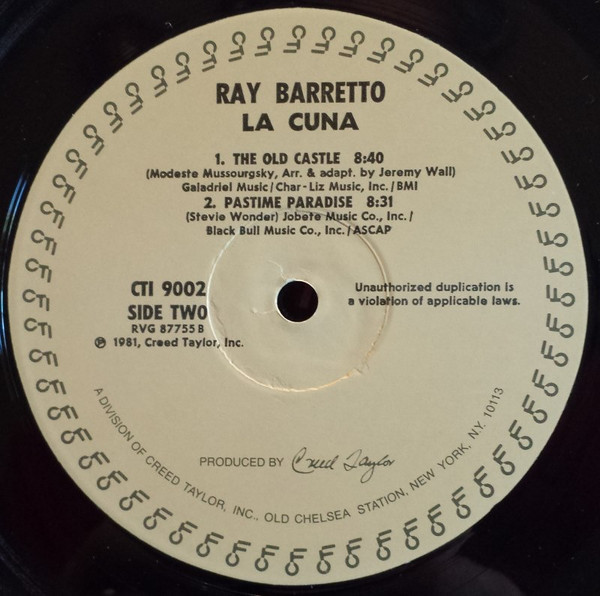 RAY BARRETTO
LA CUNA
1. THE OLD CASTLE 8:40
(Modeste Mussourgsky, Arr. & adapt. by Jeremy Wall)
Galadriel Music/Char-Liz Music, Inc./BMI
2. PASTIME PARADISE 8:31
(Stevie Wonder) Jobete Music Co., Inc./
Black Bull Music Co., Inc./ASCAP
CTI 9002
SIDE TWO
RVG 87755 B
℗ 1981, Creed Taylor, Inc.
Unauthorized duplication is
a violation of applicable laws.
PRODUCED BY Creed Taylor
A DIVISION OF CREED TAYLOR, INC., OLD CHELSEA STATION, NEW YORK, N.Y. 10113